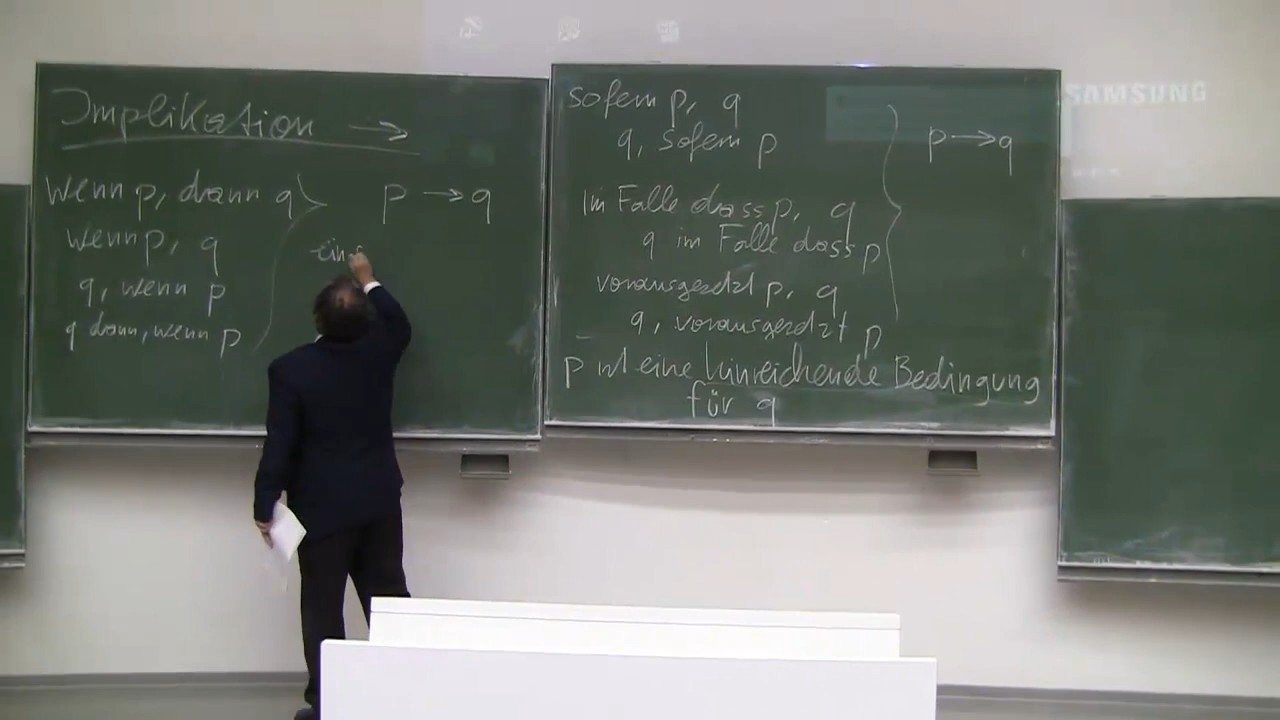 Implikation →
wenn p, dann q
p → q
wenn p, q
q, wenn p
q dann, wenn p
eins
sofern p, q
q, sofern p
p → q
im Falle dass p, q
q im Falle dass p
vorausgesetzt p, q
q, vorausgesetzt p
p ist eine hinreichende Bedingung
für q
SAMSUNG